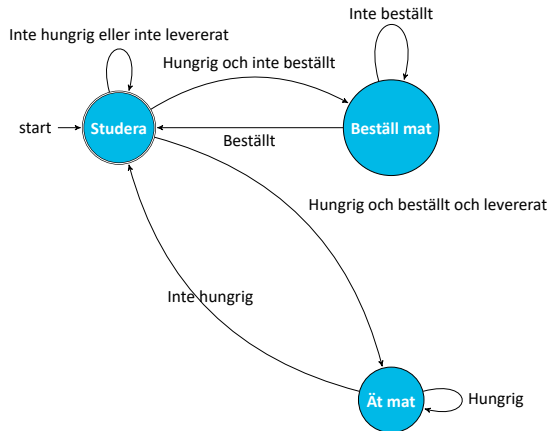 Inte beställt
Inte hungrig eller inte levererat
Hungrig och inte beställt
start
Studera
Beställ mat
Beställt
Hungrig och beställt och levererat
Inte hungrig
Ät mat
Hungrig